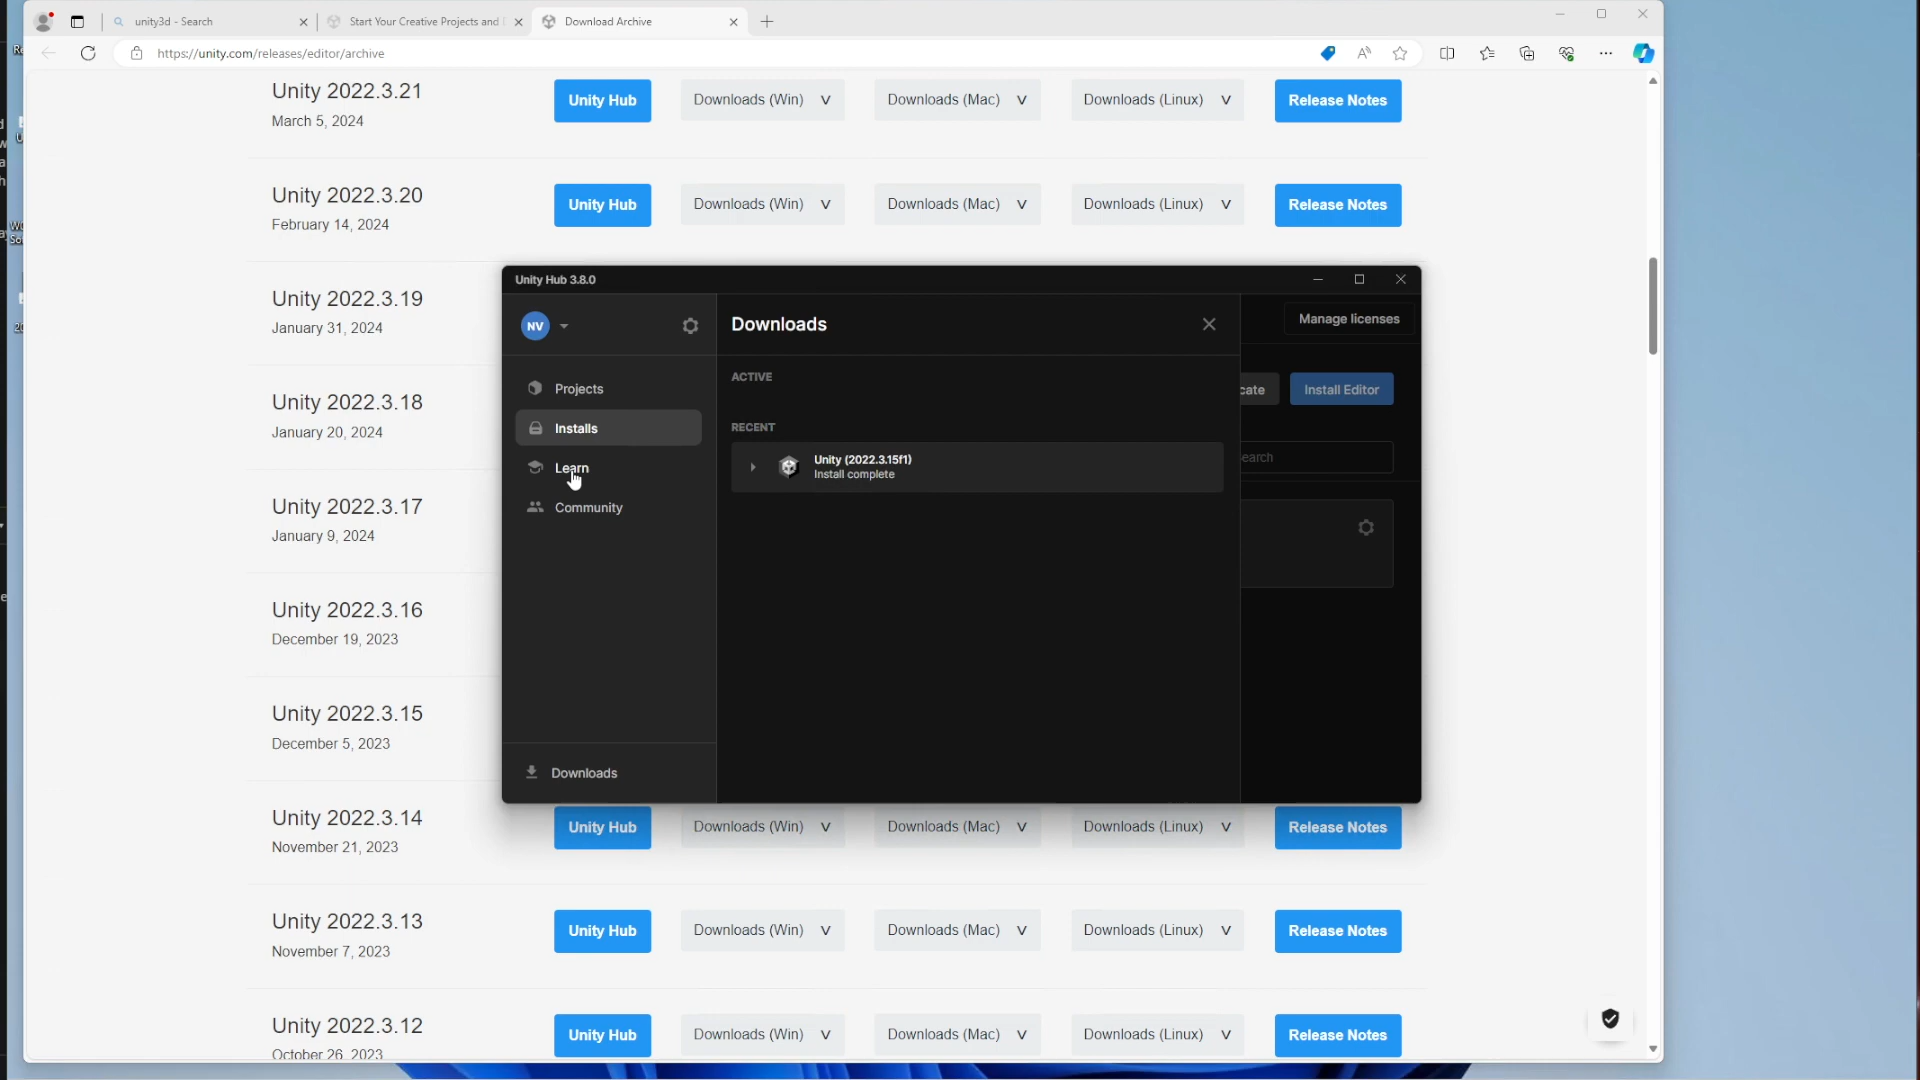 unity3d - Search
Start Your Creative Projects and
Download Archive
https://unity.com/releases/editor/archive
Unity 2022.3.21
March 5, 2024
Unity Hub
Downloads (Win)
Downloads (Mac)
Downloads (Linux)
Release Notes
Unity 2022.3.20
February 14, 2024
Unity Hub
Downloads (Win)
Downloads (Mac)
Downloads (Linux)
Release Notes
Unity 2022.3.19
January 31, 2024
Unity 2022.3.18
January 20, 2024
Unity 2022.3.17
January 9, 2024
Unity 2022.3.16
December 19, 2023
Unity 2022.3.15
December 5, 2023
Unity Hub 3.8.0
NV
Downloads
Manage licenses
Projects
Installs
Learn
Community
Downloads
ACTIVE
cate
Install Editor
RECENT
Unity (2022.3.15f1)
Install complete
earch
Unity 2022.3.14
November 21, 2023
Unity Hub
Downloads (Win)
Downloads (Mac)
Downloads (Linux)
Release Notes
Unity 2022.3.13
November 7, 2023
Unity Hub
Downloads (Win)
Downloads (Mac)
Downloads (Linux)
Release Notes
Unity 2022.3.12
October 26, 2023
Unity Hub
Downloads (Win)
Downloads (Mac)
Downloads (Linux)
Release Notes